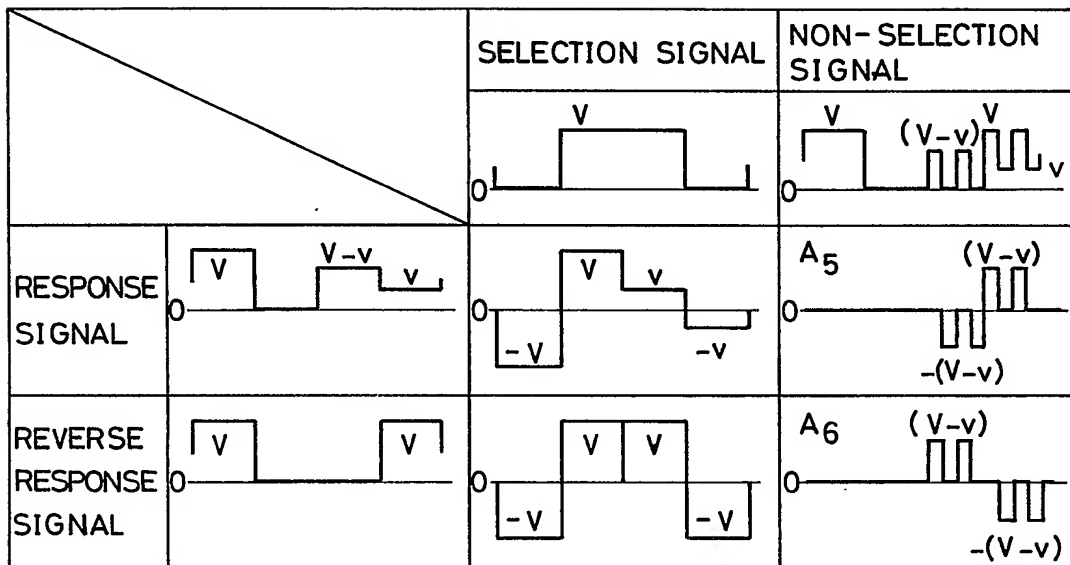 SELECTION SIGNAL
NON-SELECTION
SIGNAL
V
0
V
(V-v)
V
v
0
RESPONSE
SIGNAL
V
V-v
v
0
V
v
-V
-v
0
A5
(V-v)
0
-(V-v)
REVERSE
RESPONSE
SIGNAL
V
V
0
V
V
-V
-V
0
A6
(V-v)
0
-(V-v)